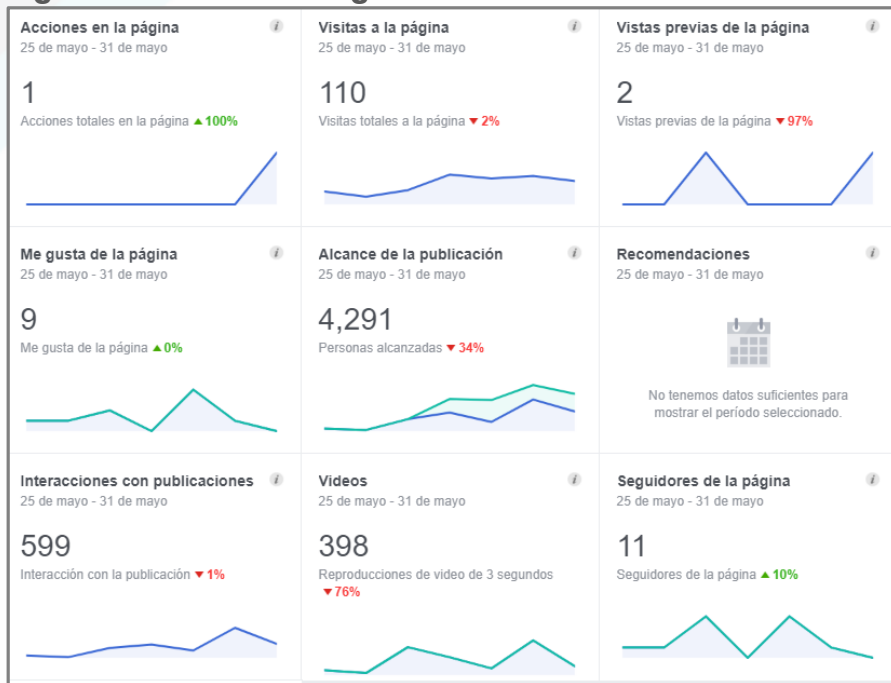 Acciones en la página
25 de mayo - 31 de mayo
1
Acciones totales en la página ▲100%
Visitas a la página
25 de mayo - 31 de mayo
110
Visitas totales a la página ▼2%
Vistas previas de la página
25 de mayo - 31 de mayo
2
Vistas previas de la página ▼97%
Me gusta de la página
25 de mayo - 31 de mayo
9
Me gusta de la página ▲0%
Alcance de la publicación
25 de mayo - 31 de mayo
4,291
Personas alcanzadas ▼34%
Recomendaciones
25 de mayo - 31 de mayo
No tenemos datos suficientes para
mostrar el período seleccionado.
Interacciones con publicaciones
25 de mayo - 31 de mayo
599
Interacción con la publicación ▼1%
Videos
25 de mayo - 31 de mayo
398
Reproducciones de video de 3 segundos
▼76%
Seguidores de la página
25 de mayo - 31 de mayo
11
Seguidores de la página ▲10%